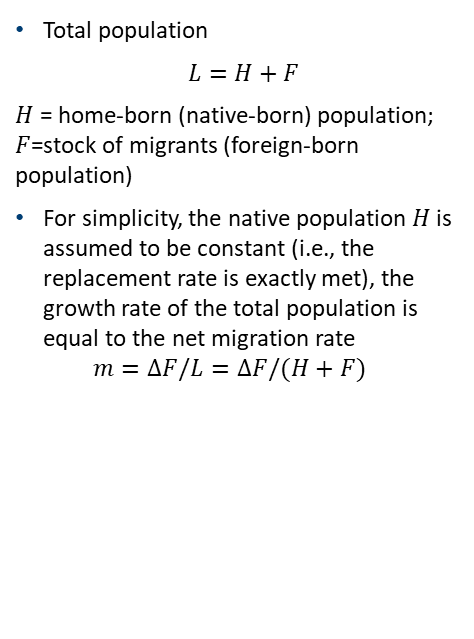 • Total population
L = H + F
H = home-born (native-born) population;
F=stock of migrants (foreign-born
population)
• For simplicity, the native population H is
assumed to be constant (i.e., the
replacement rate is exactly met), the
growth rate of the total population is
equal to the net migration rate
m = ΔF/L = ΔF/(H + F)